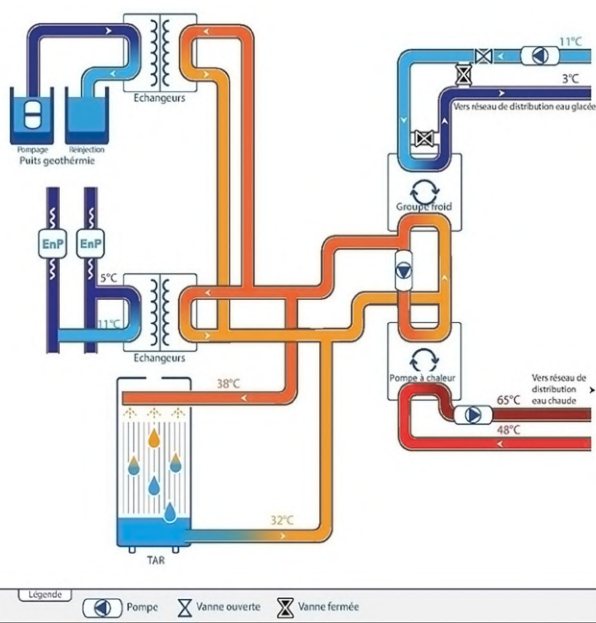 11°C
3°C
Vers réseau de distribution eau glacée
Echangeurs
Pompage
Réinjection
Puits geothérmie
Groupe froid
EnP
EnP
5°C
11°C
Echangeurs
Pompe à chaleur
38°C
Vers réseau de
distribution
eau chaude
65°C
48°C
32°C
TAR
Légende
Pompe
Vanne ouverte
Vanne fermée